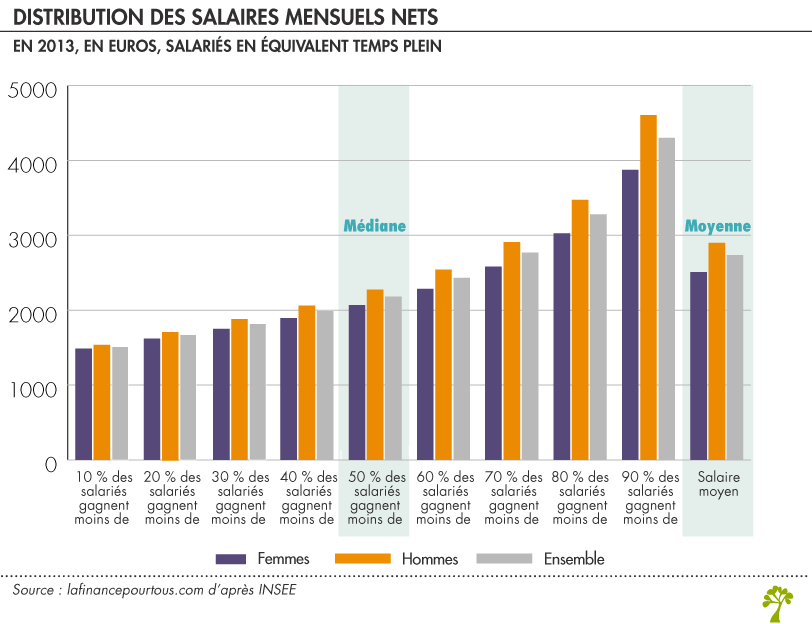 DISTRIBUTION DES SALAIRES MENSUELS NETS
EN 2013, EN EUROS, SALARIÉS EN ÉQUIVALENT TEMPS PLEIN
5000
4000
3000
2000
1000
0
Médiane
Moyenne
10 % des
salariés
gagnent
moins de
20 % des
salariés
gagnent
moins de
30 % des
salariés
gagnent
moins de
40 % des
salariés
gagnent
moins de
50 % des
salariés
gagnent
moins de
60 % des
salariés
gagnent
moins de
70 % des
salariés
gagnent
moins de
80 % des
salariés
gagnent
moins de
90 % des
salariés
gagnent
moins de
Salaire
moyen
Femmes
Hommes
Ensemble
Source : lafinancepourtous.com d'après INSEE